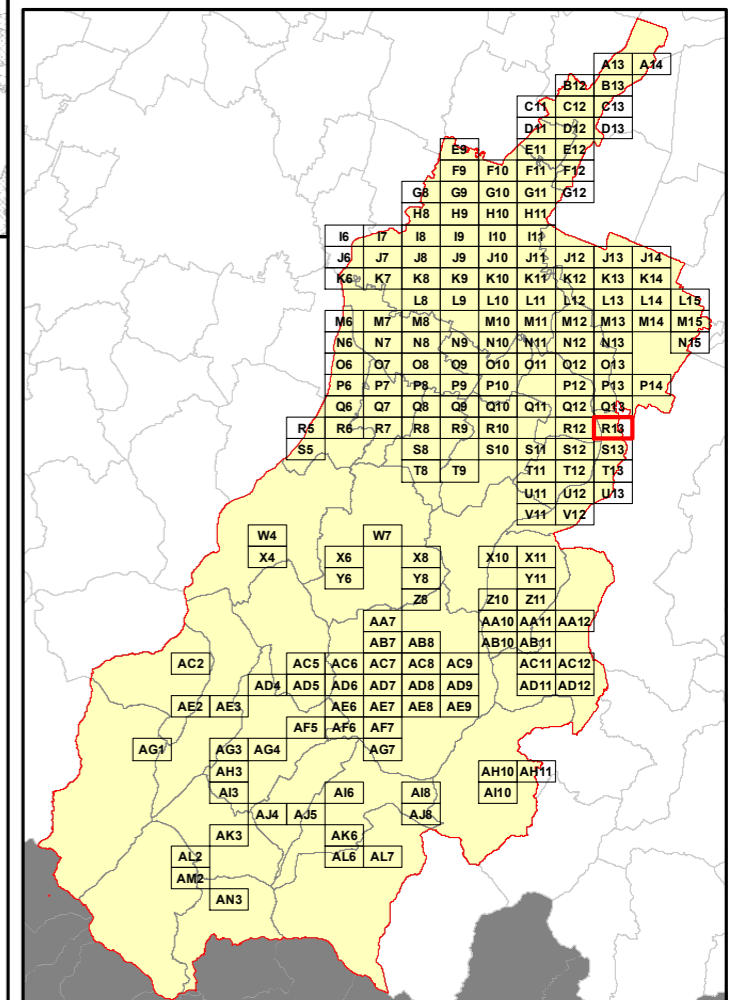 A13 A14
B12 B13
C11 C12 C13
D11 D12 D13
E9 E11 E12
F9 F10 F11 F12
G8 G9 G10 G11 G12
H8 H9 H10 H11
I6 I7 I8 I9 I10 I11
J6 J7 J8 J9 J10 J11 J12 J13 J14
K6 K7 K8 K9 K10 K11 K12 K13 K14
L8 L9 L10 L11 L12 L13 L14 L15
M6 M7 M8 M10 M11 M12 M13 M14 M15
N6 N7 N8 N9 N10 N11 N12 N13 N15
O6 O7 O8 O9 O10 O11 O12 O13
P6 P7 P8 P9 P10 P12 P13 P14
Q6 Q7 Q8 Q9 Q10 Q11 Q12 Q13
R5 R6 R7 R8 R9 R10 R12 R13
S5 S8 S10 S11 S12 S13
T8 T9 T11 T12 T13
U11 U12 U13
V11 V12
W4 W7
X4 X6 X8 X10 X11
Y6 Y8 Y11
Z8 Z10 Z11
AA7 AA10 AA11 AA12
AB7 AB8 AB10 AB11
AC2 AC5 AC6 AC7 AC8 AC9 AC11 AC12
AD4 AD5 AD6 AD7 AD8 AD9 AD11 AD12
AE2 AE3 AE6 AE7 AE8 AE9
AF5 AF6 AF7
AG1 AG3 AG4 AG7
AH3 AH10 AH11
AI3 AI6 AI8 AI10
AJ4 AJ5 AJ8
AK3 AK6
AL2 AL6 AL7
AM2
AN3